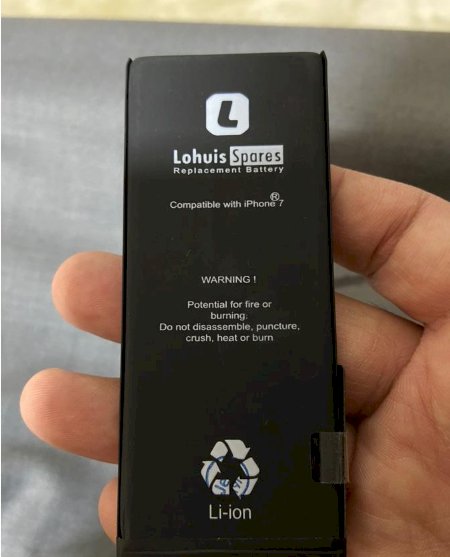 L
Lohuis Spares
Replacement Battery
Compatible with iPhone® 7
WARNING !
Potential for fire or
burning.
Do not disassemble, puncture,
crush, heat or burn
Li-ion